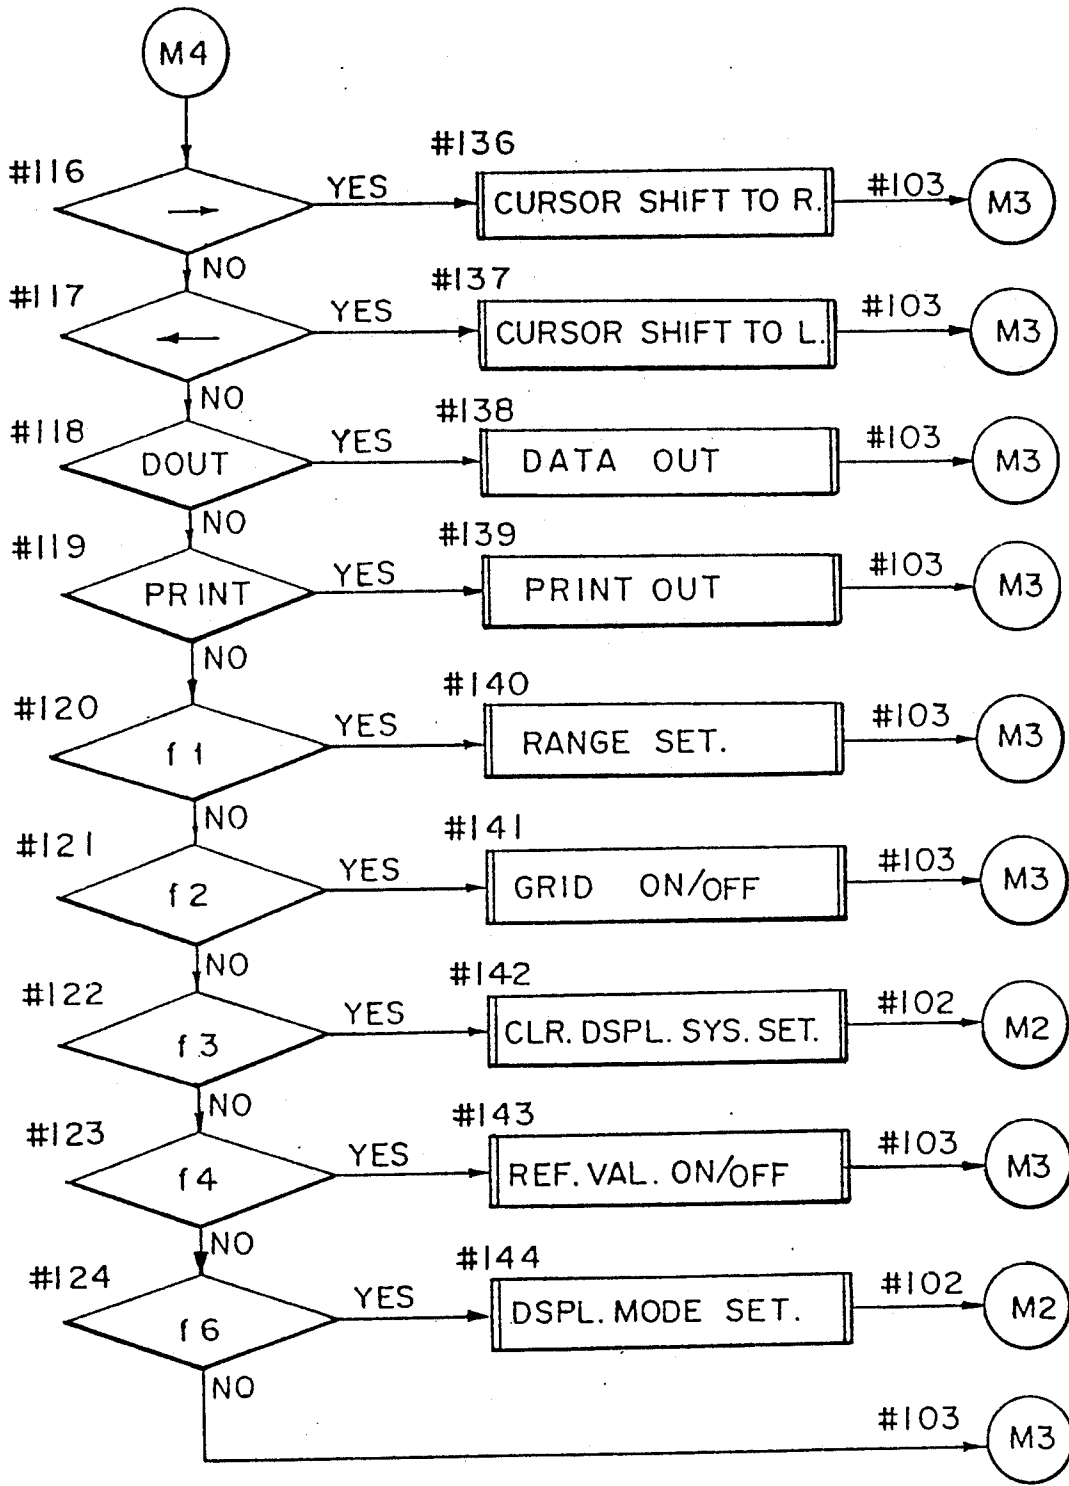 M4
#116
YES
#136
CURSOR SHIFT TO R.
#103
M3
NO
#117
YES
#137
CURSOR SHIFT TO L.
#103
M3
NO
#118
DOUT
YES
#138
DATA OUT
#103
M3
NO
#119
PRINT
YES
#139
PRINT OUT
#103
M3
NO
#120
f1
YES
#140
RANGE SET.
#103
M3
NO
#121
f2
YES
#141
GRID ON/OFF
#103
M3
NO
#122
f.3
YES
#142
CLR. DSPL. SYS. SET.
#102
M2
NO
#123
f4
YES
#143
REF. VAL. ON/OFF
#103
M3
NO
#124
f6
YES
#144
DSPL. MODE SET.
#102
M2
NO
#103
M3